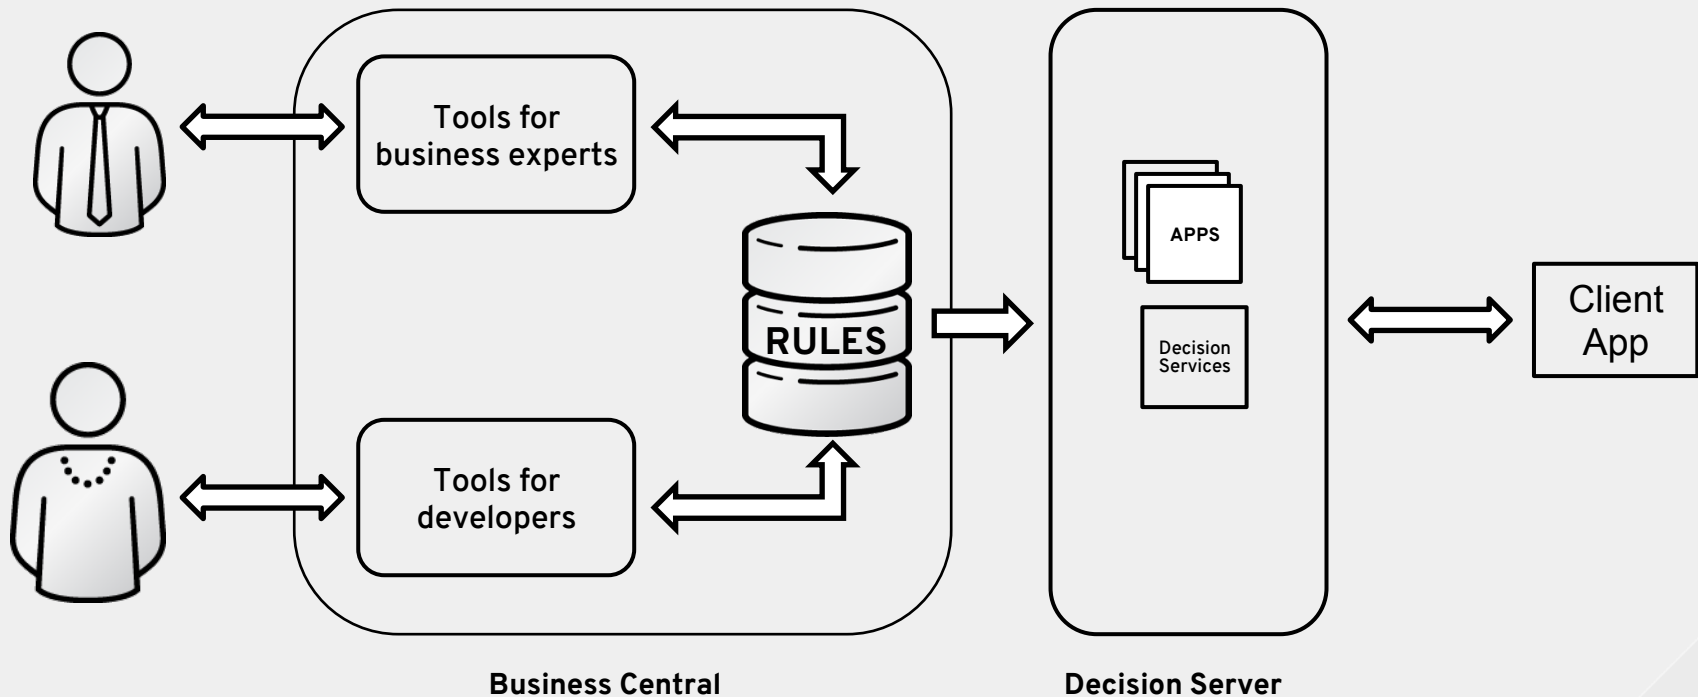 Tools for
business experts
RULES
Tools for
developers
Business Central
APPS
Decision
Services
Decision Server
Client
App